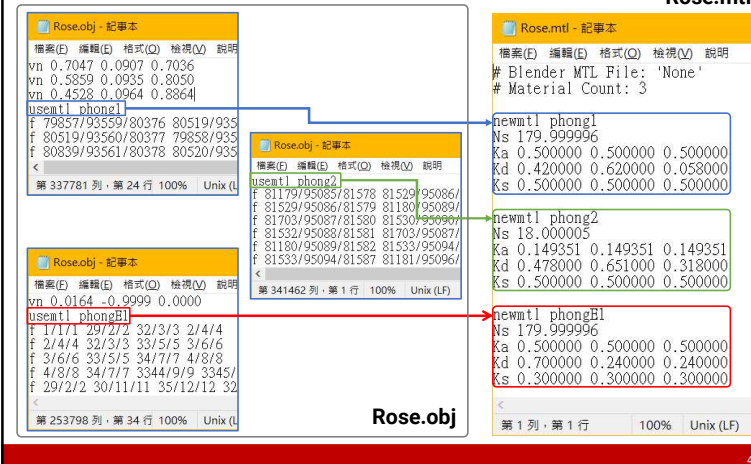 Rose.mtl
Rose.obj - 記事本
檔案(F) 編輯(E) 格式(O) 檢視(V) 說明
vn 0.7047 0.0907 0.7036
vn 0.5859 0.0935 0.8050
vn 0.4528 0.0964 0.8864
usemtl phong1
f 79857/93559/80376 80519/935
f 80519/93560/80377 79858/935
f 80839/93561/80378 80520/935
<
第 337781 列，第 24 行 100% Unix (L
Rose.obj - 記事本
檔案(F) 編輯(E) 格式(O) 檢視(V) 說明
usemtl phong2
f 81179/95085/81578 81529/95086/
f 81529/95086/81579 81180/95089/
f 81703/95087/81580 81530/95090/
f 81532/95088/81581 81703/95087/
f 81180/95089/81582 81533/95094/
f 81533/95094/81587 81181/95096/
<
第 341462 列，第 1 行 100% Unix (LF)
Rose.obj - 記事本
檔案(F) 編輯(E) 格式(O) 檢視(V) 說明
vn 0.0164 -0.9999 0.0000
usemtl phongE1
f 1/1/1 29/2/2 32/3/3 2/4/4
f 2/4/4 32/3/3 33/5/5 3/6/6
f 3/6/6 33/5/5 34/7/7 4/8/8
f 4/8/8 34/7/7 3344/9/9 3345/
f 29/2/2 30/11/11 35/12/12 32
<
第 253798 列，第 34 行 100% Unix (L
Rose.obj
Rose.mtl - 記事本
檔案(F) 編輯(E) 格式(O) 檢視(V) 說明
# Blender MTL File: 'None'
# Material Count: 3
newmtl phong1
Ns 179.999996
Ka 0.500000 0.500000 0.500000
Kd 0.420000 0.620000 0.058000
Ks 0.500000 0.500000 0.500000
newmtl phong2
Ns 18.000005
Ka 0.149351 0.149351 0.149351
Kd 0.478000 0.651000 0.318000
Ks 0.500000 0.500000 0.500000
newmtl phongE1
Ns 179.999996
Ka 0.500000 0.500000 0.500000
Kd 0.700000 0.240000 0.240000
Ks 0.300000 0.300000 0.300000
<
第 1 列，第 1 行 100% Unix (LF)